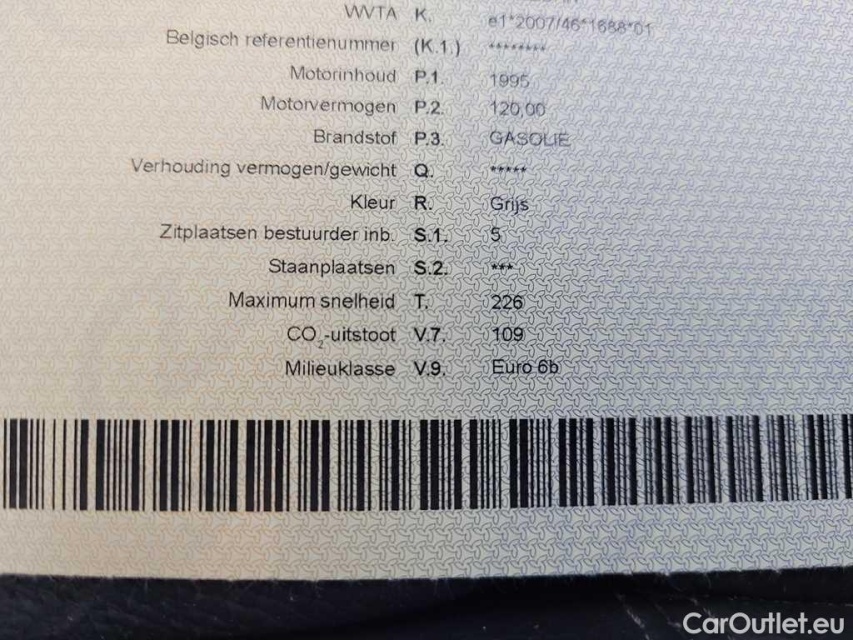 WVTA K. e1*2007/46*1688*01
Belgisch referentienummer (K.1.) ********
Motorinhoud P.1. 1995
Motorvermogen P.2. 120,00
Brandstof P.3. GASOLIE
Verhouding vermogen/gewicht Q. *****
Kleur R. Grijs
Zitplaatsen bestuurder inb. S.1. 5
Staanplaatsen S.2. ***
Maximum snelheid T. 226
CO₂-uitstoot V.7. 109
Milieuklasse V.9. Euro 6b
CarOutlet.eu